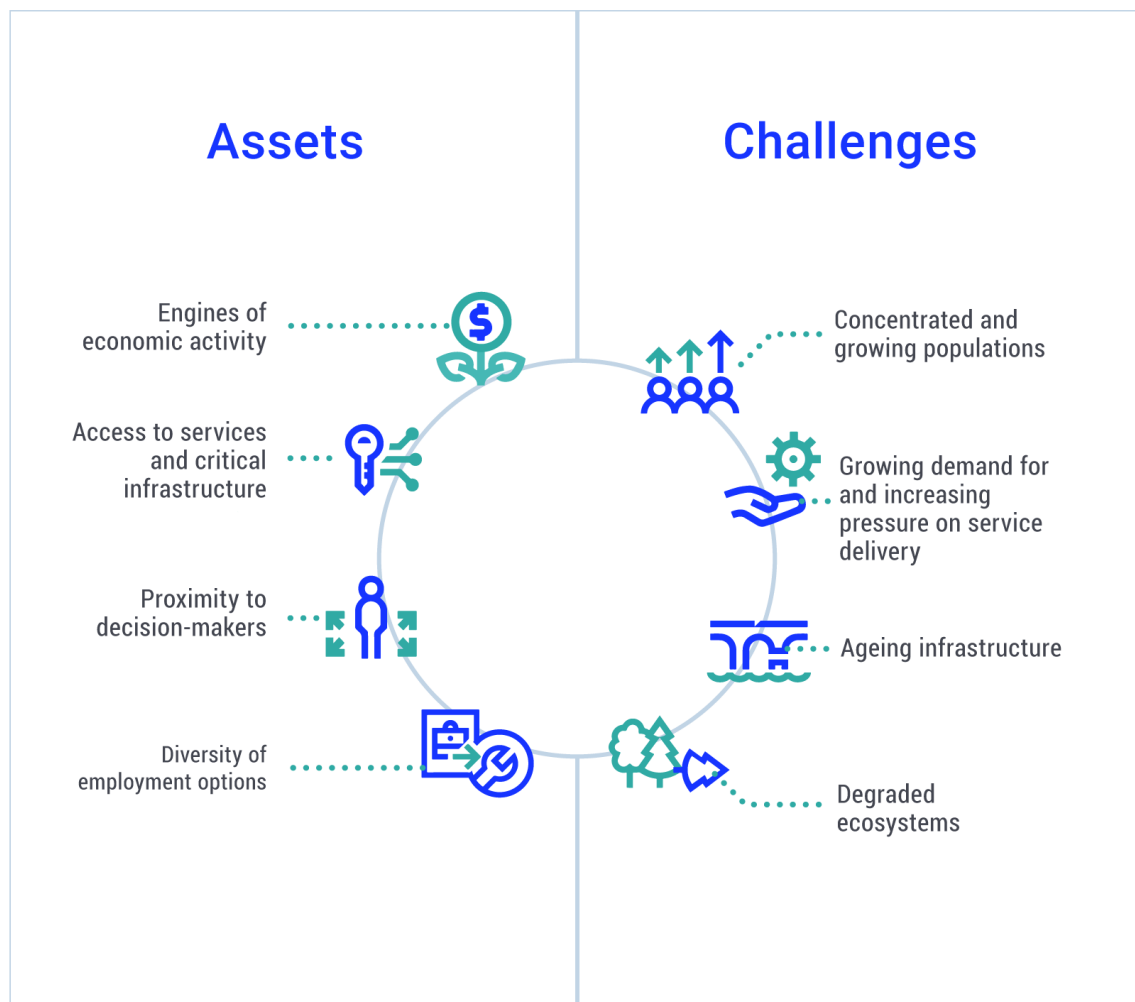 Assets
Engines of
economic activity
$
Access to services
and critical
infrastructure
Proximity to
decision-makers
Diversity of
employment options
Challenges
Concentrated and
growing populations
Growing demand for
and increasing
pressure on service
delivery
Ageing infrastructure
Degraded
ecosystems